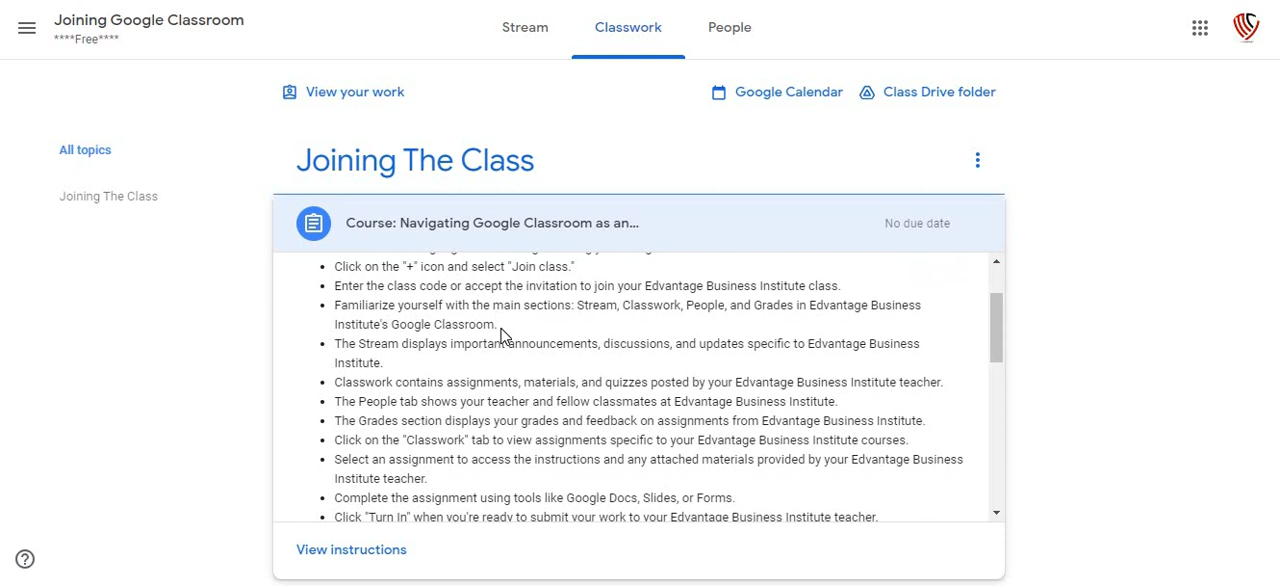 Joining Google Classroom
****Free****
Stream
Classwork
People
View your work
Google Calendar
Class Drive folder
All topics
Joining The Class
Joining The Class
Course: Navigating Google Classroom as an...
No due date
• Click on the "+" icon and select "Join class."
• Enter the class code or accept the invitation to join your Edvantage Business Institute class.
• Familiarize yourself with the main sections: Stream, Classwork, People, and Grades in Edvantage Business
Institute's Google Classroom.
• The Stream displays important announcements, discussions, and updates specific to Edvantage Business
Institute.
• Classwork contains assignments, materials, and quizzes posted by your Edvantage Business Institute teacher.
• The People tab shows your teacher and fellow classmates at Edvantage Business Institute.
• The Grades section displays your grades and feedback on assignments from Edvantage Business Institute.
• Click on the "Classwork" tab to view assignments specific to your Edvantage Business Institute courses.
• Select an assignment to access the instructions and any attached materials provided by your Edvantage Business
Institute teacher.
• Complete the assignment using tools like Google Docs, Slides, or Forms.
• Click "Turn In" when you're ready to submit your work to your Edvantage Business Institute teacher.
View instructions